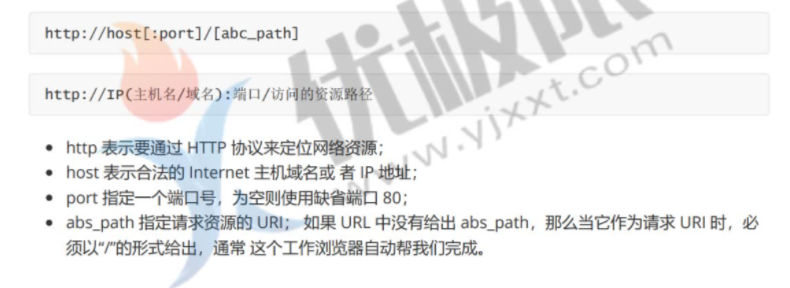 http://host[:port]/[abc_path]
http://IP(主机名/域名):端口/访问的资源路径
• http 表示要通过 HTTP 协议来定位网络资源；
• host 表示合法的 Internet 主机域名或 者 IP 地址；
• port 指定一个端口号，为空则使用缺省端口 80；
• abs_path 指定请求资源的 URI； 如果 URL 中没有给出 abs_path，那么当它作为请求 URI 时，必
须以“/”的形式给出，通常 这个工作浏览器自动帮我们完成。
优极限
www.yjxxt.com